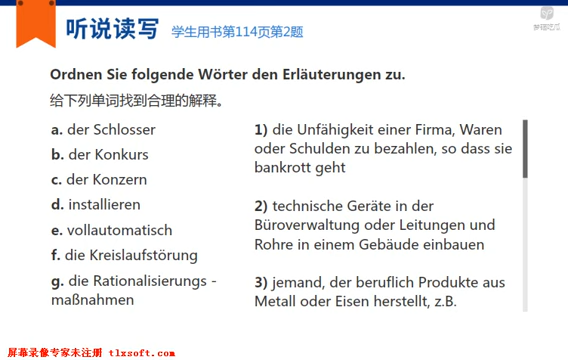 听说读写 学生用书第114页第2题
梦疆吃瓜
Ordnen Sie folgende Wörter den Erläuterungen zu.
给下列单词找到合理的解释。
a. der Schlosser
b. der Konkurs
c. der Konzern
d. installieren
e. vollautomatisch
f. die Kreislaufstörung
g. die Rationalisierungs -
maßnahmen
1) die Unfähigkeit einer Firma, Waren
oder Schulden zu bezahlen, so dass sie
bankrott geht
2) technische Geräte in der
Büroverwaltung oder Leitungen und
Rohre in einem Gebäude einbauen
3) jemand, der beruflich Produkte aus
Metall oder Eisen herstellt, z.B.
屏幕录像专家未注册 tlxsoft.com